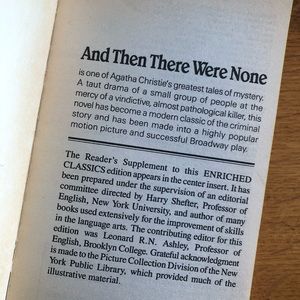 And Then There Were None
is one of Agatha Christie's greatest tales of mystery.
A taut drama of a small group of people at the
mercy of a vindictive, almost pathological killer, this
novel has become a modern classic of the criminal
story and has been made into a highly popular
motion picture and successful Broadway play.
The Reader's Supplement to this ENRICHED
CLASSICS edition appears in the center insert. It has
been prepared under the supervision of an editorial
committee directed by Harry Shefter, Professor of
English, New York University, and author of many
books used extensively for the improvement of skills
in the language arts. The contributing editor for this
edition was Leonard R.N. Ashley, Professor of
English, Brooklyn College. Grateful acknowledgment
is made to the Picture Collection Division of the New
York Public Library, which provided much of the
illustrative material.